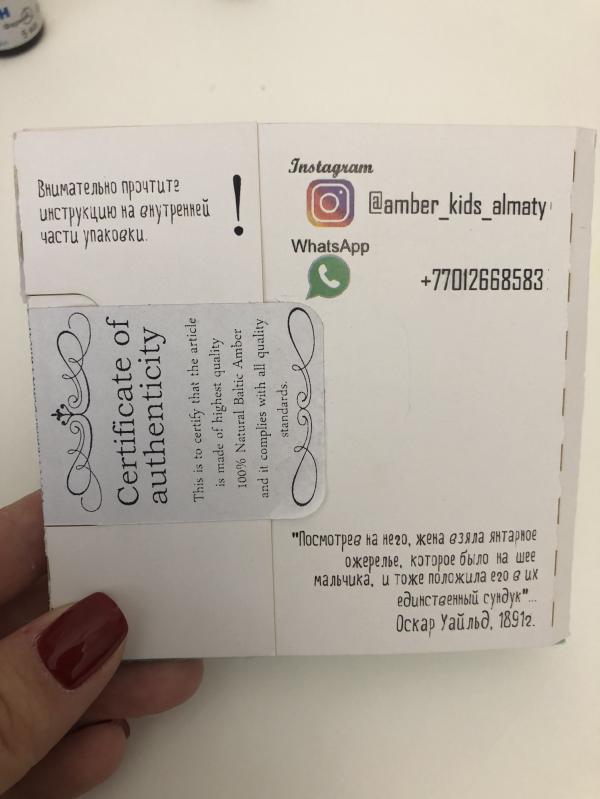 Внимательно прочтите
инструкцию на внутренней
части упаковки.
!
Instagram
@amber_kids_almaty
WhatsApp
+77012668583
Certificate of
authenticity
This is to certify that the article
is made of highest quality
100% Natural Baltic Amber
and it complies with all quality
standards.
"Посмотрев на него, жена взяла янтарное
ожерелье, которое было на шее
мальчика, и тоже положила его в их
единственный сундук"...
Оскар Уайльд, 1891г.